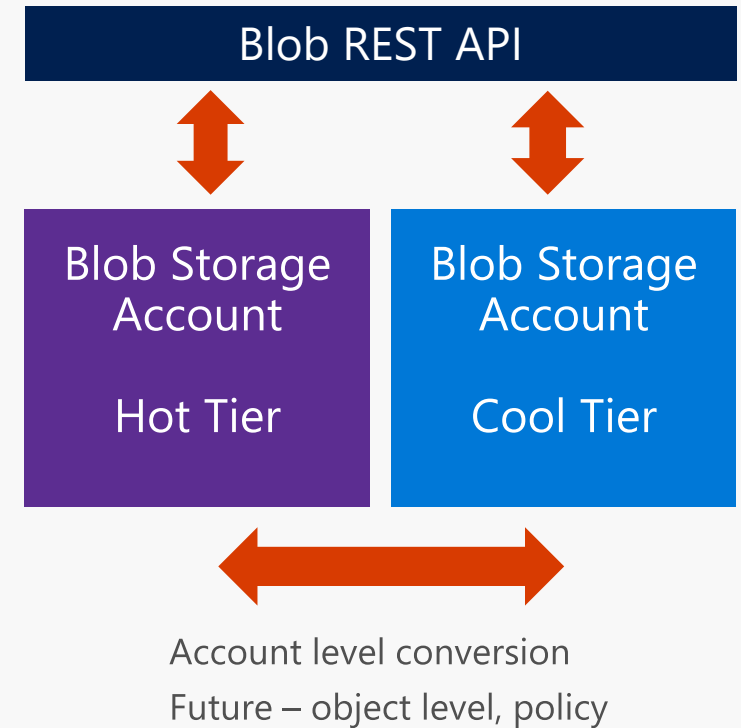 Blob REST API
Blob Storage
Account
Hot Tier
Blob Storage
Account
Cool Tier
Account level conversion
Future – object level, policy